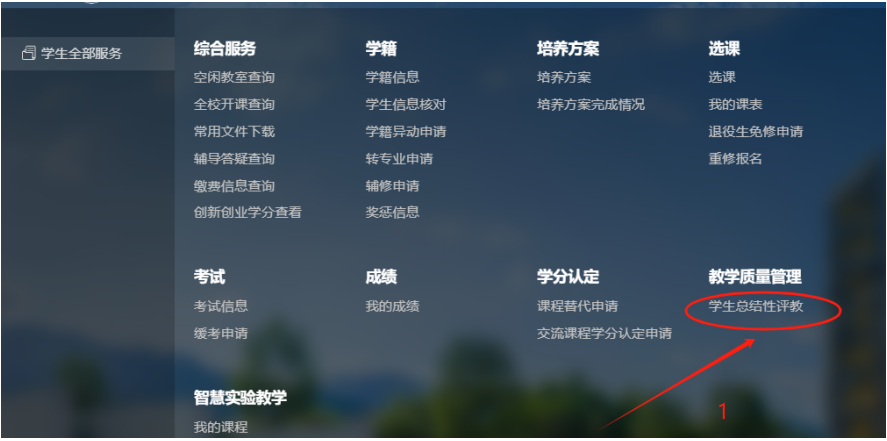 学生全部服务
综合服务
空闲教室查询
全校开课查询
常用文件下载
辅导答疑查询
缴费信息查询
创新创业学分查看
学籍
学籍信息
学生信息核对
学籍异动申请
转专业申请
辅修申请
奖惩信息
培养方案
培养方案
培养方案完成情况
选课
选课
我的课表
退役生免修申请
重修报名
考试
考试信息
缓考申请
成绩
我的成绩
学分认定
课程替代申请
交流课程学分认定申请
教学质量管理
学生总结性评教
1
智慧实验教学
我的课程